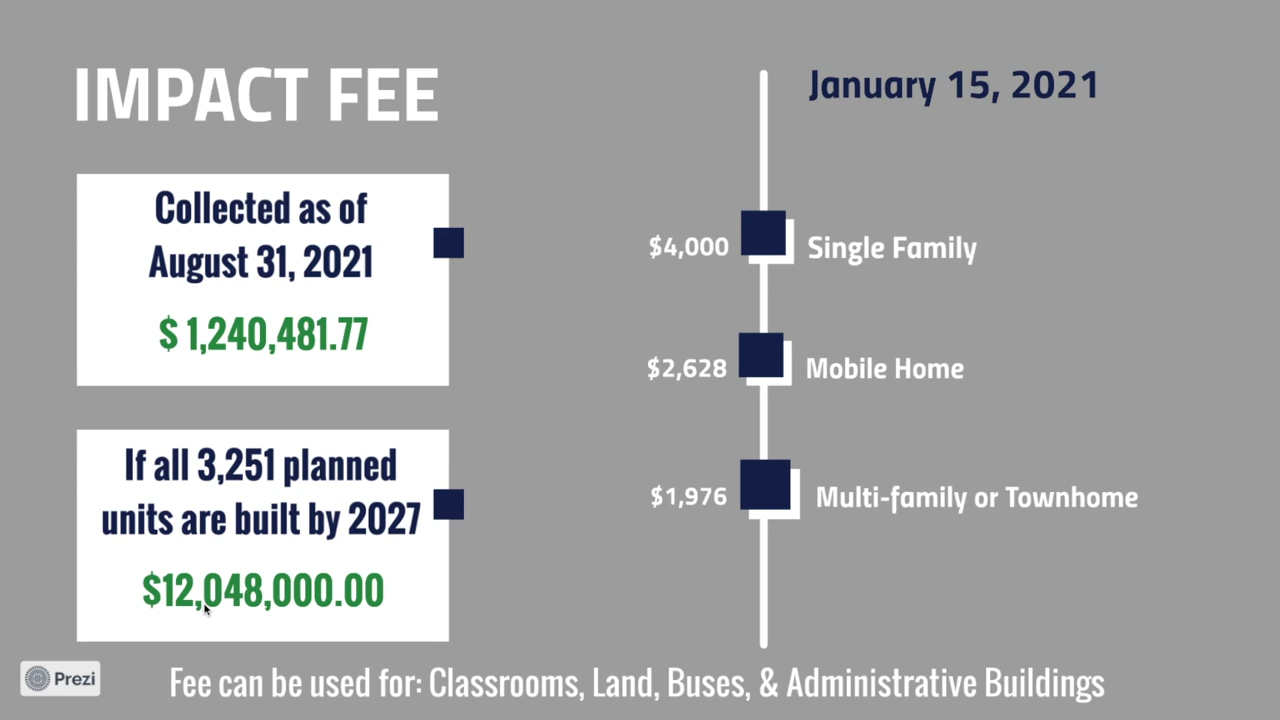 IMPACT FEE
Collected as of
August 31, 2021
$ 1,240,481.77
If all 3,251 planned
units are built by 2027
$12,048,000.00
January 15, 2021
$4,000 Single Family
$2,628 Mobile Home
$1,976 Multi-family or Townhome
Prezi
Fee can be used for: Classrooms, Land, Buses, & Administrative Buildings